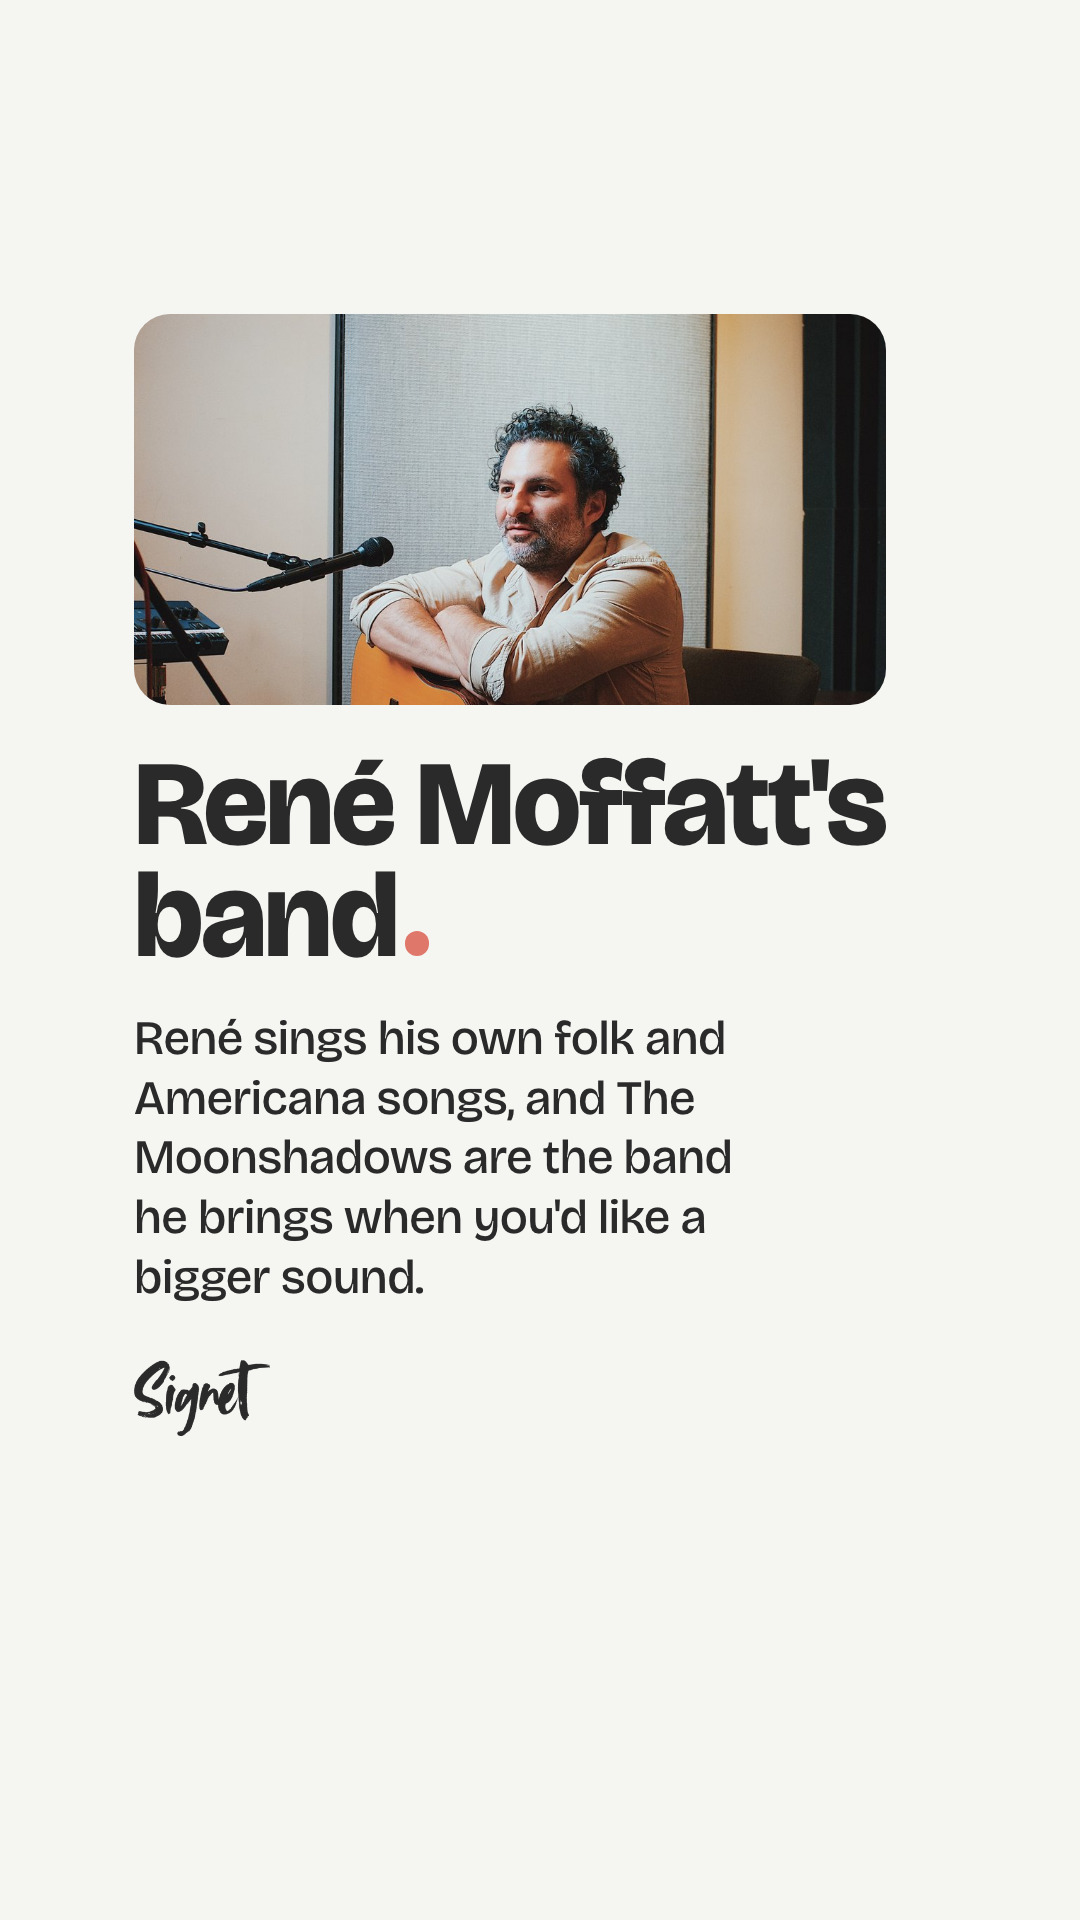 René Moffatt's
band.
René sings his own folk and
Americana songs, and The
Moonshadows are the band
he brings when you'd like a
bigger sound.
Signet